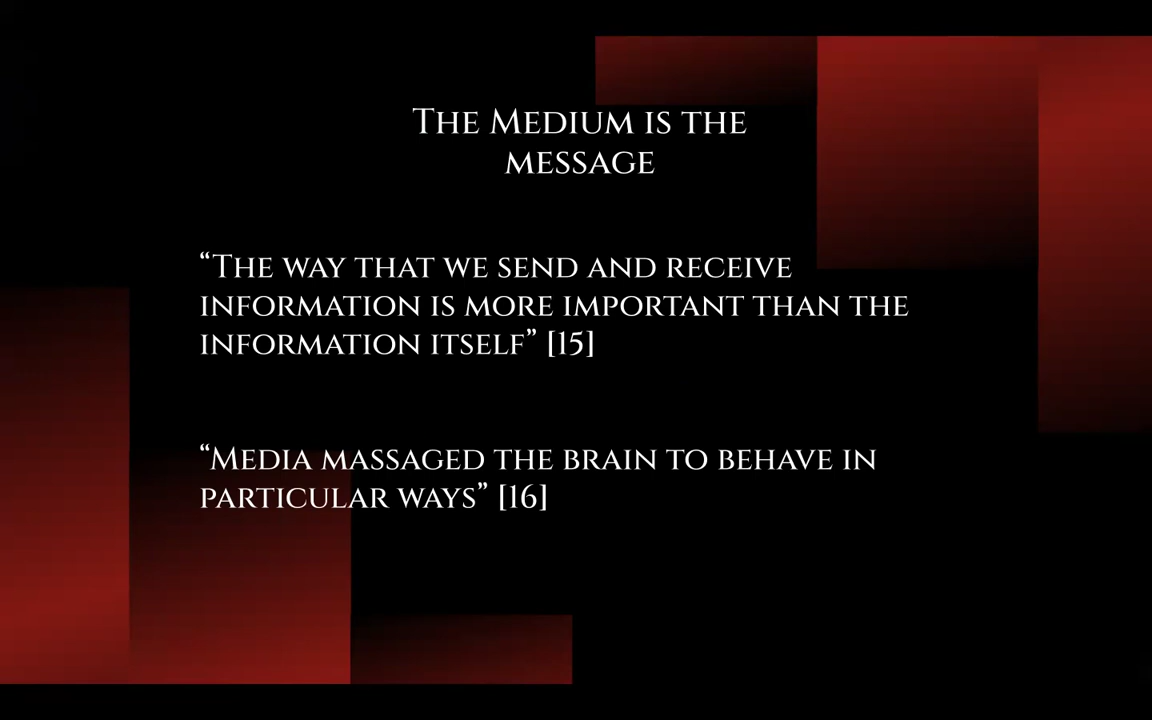 The Medium is the
message
“The way that we send and receive
information is more important than the
information itself” [15]
“Media massaged the brain to behave in
particular ways” [16]